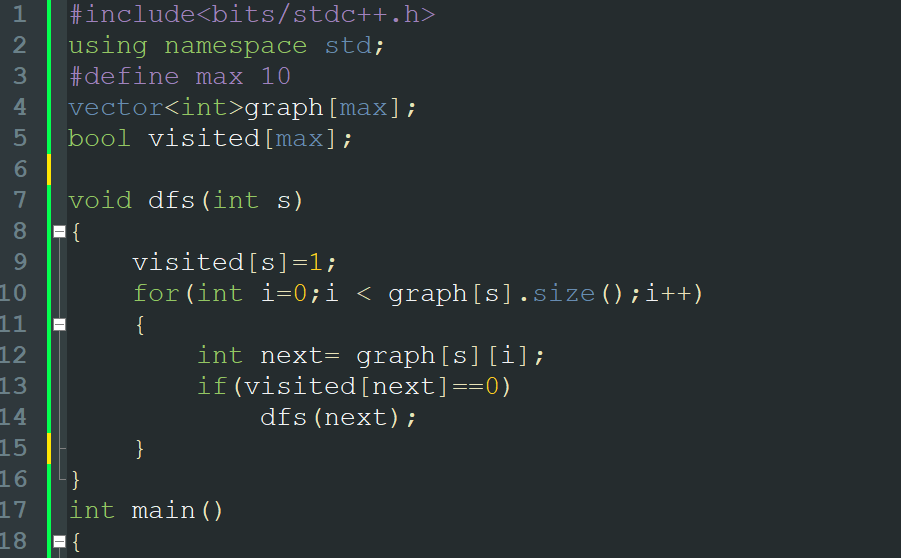 1 #include<bits/stdc++.h>
2 using namespace std;
3 #define max 10
4 vector<int>graph[max];
5 bool visited[max];
6
7 void dfs(int s)
8 {
9     visited[s]=1;
10     for(int i=0;i < graph[s].size();i++)
11     {
12         int next= graph[s][i];
13         if(visited[next]==0)
14             dfs(next);
15     }
16 }
17 int main()
18 {